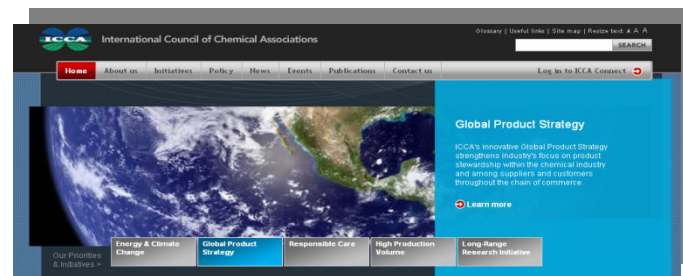 Glossary | Useful links | Site map | Resize text: A A A
ICCA
International Council of Chemical Associations
SEARCH
Home About us Initiatives Policy News Events Publications Contact us Log in to ICCA Connect
Global Product Strategy
ICCA's innovative Global Product Strategy
strengthens industry's focus on product
stewardship within the chemical industry
and among suppliers and customers
throughout the chain of commerce.
Learn more
Our Priorities
& Initiatives »
Energy & Climate
Change
Global Product
Strategy
Responsible Care
High Production
Volume
Long-Range
Research Initiative